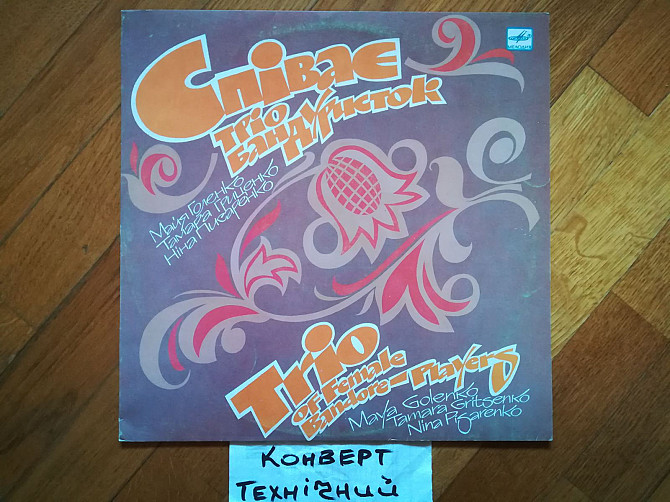 Співає
тріо
бандуристок
Майя Голенко
Тамара Гриценко
Ніна Писаренко
МЕЛОДИЯ
Trio
of Female
Bandore-Players
Maya Golenko
Tamara Gritsenko
Nina Pisarenko
КОНВЕРТ
ТЕХНІЧНИЙ